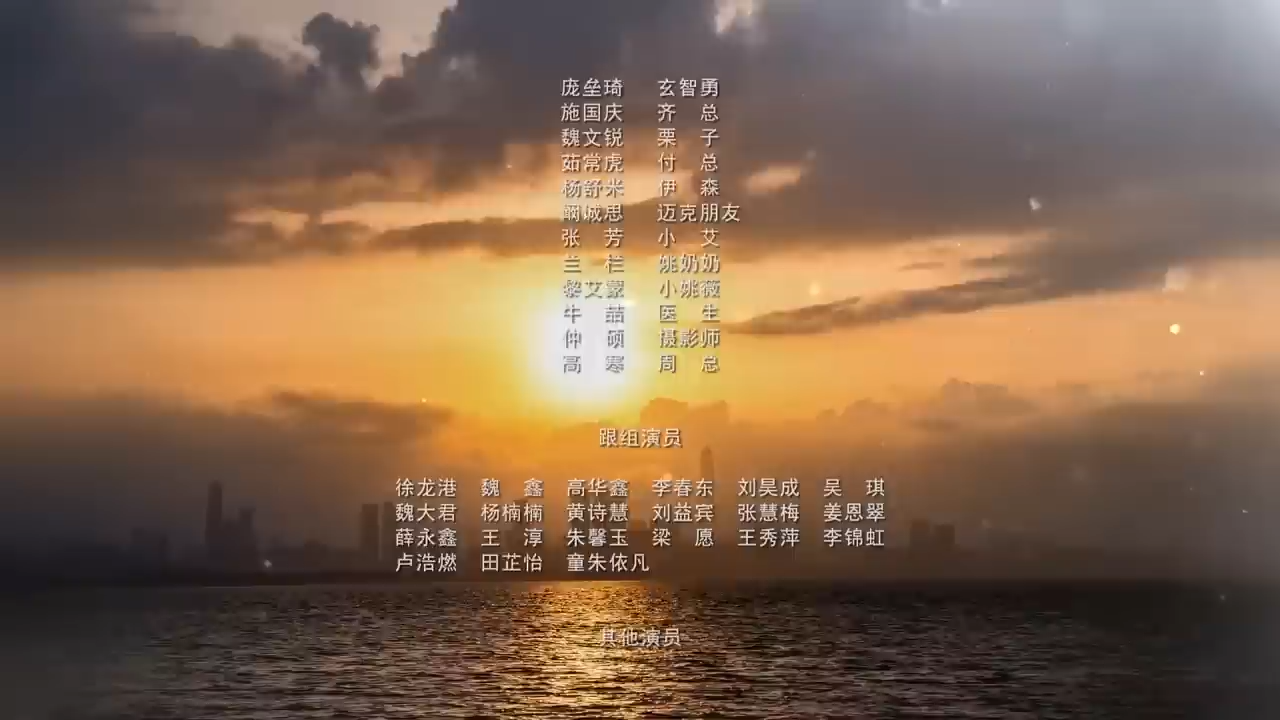 庞垒琦 玄智勇
施国庆 齐 总
魏文锐 栗 子
茹常虎 付 总
杨舒米 伊 森
阚诚思 迈克朋友
张 芳 小 艾
兰 栏 姚奶奶
黎艾蒙 小姚薇
牛 喆 医 生
仲 硕 摄影师
高 寒 周 总
跟组演员
徐龙港 魏 鑫 高华鑫 李春东 刘昊成 吴 琪
魏大君 杨楠楠 黄诗慧 刘益宾 张慧梅 姜恩翠
薛永鑫 王 淳 朱馨玉 梁 愿 王秀萍 李锦虹
卢浩燃 田芷怡 童朱依凡
其他演员